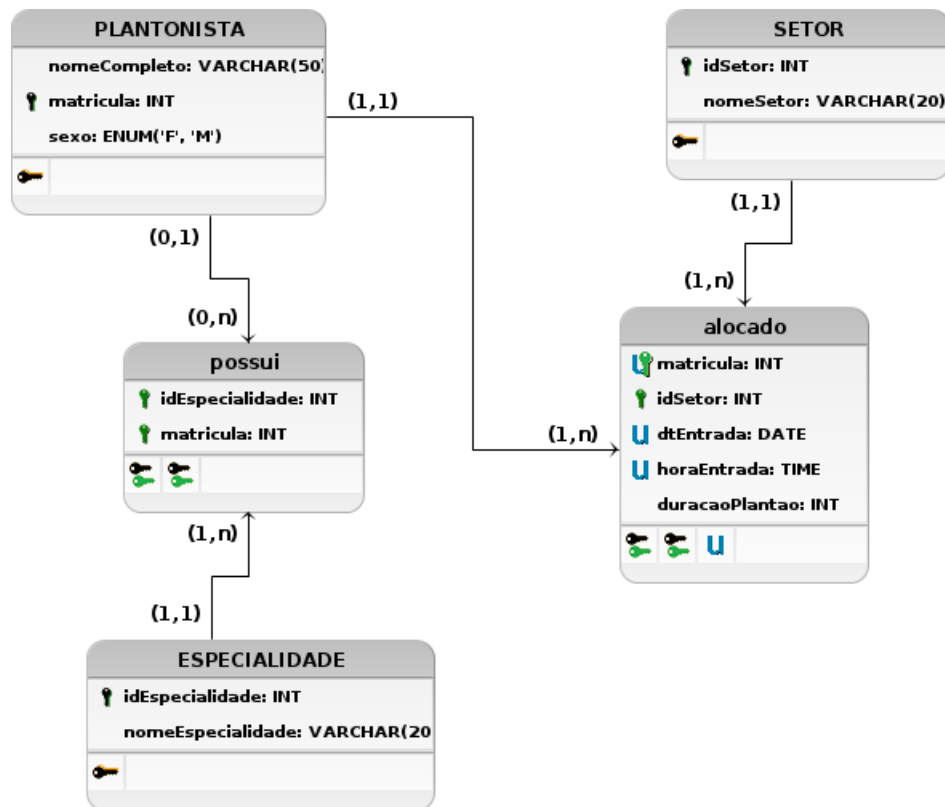 PLANTONISTA
nomeCompleto: VARCHAR(50)
matricula: INT
sexo: ENUM('F', 'M')
SETOR
idSetor: INT
nomeSetor: VARCHAR(20)
(1,1)
(0,1)
(0,n)
(1,1)
(1,n)
possui
idEspecialidade: INT
matricula: INT
alocado
matricula: INT
idSetor: INT
dtEntrada: DATE
horaEntrada: TIME
duracaoPlantao: INT
u
(1,n)
(1,n)
(1,1)
ESPECIALIDADE
idEspecialidade: INT
nomeEspecialidade: VARCHAR(20